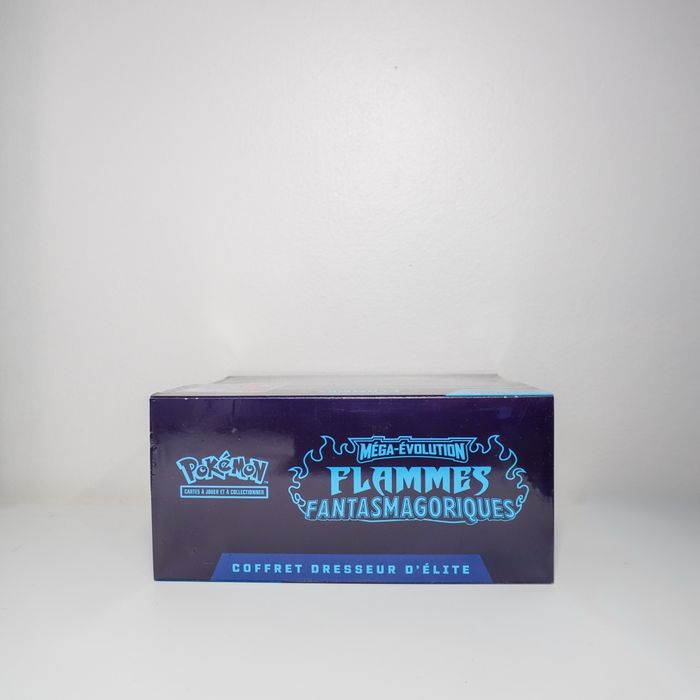 Pokémon
CARTES À JOUER ET À COLLECTIONNER
MÉGA-ÉVOLUTION
FLAMMES
FANTASMAGORIQUES
COFFRET DRESSEUR D'ÉLITE